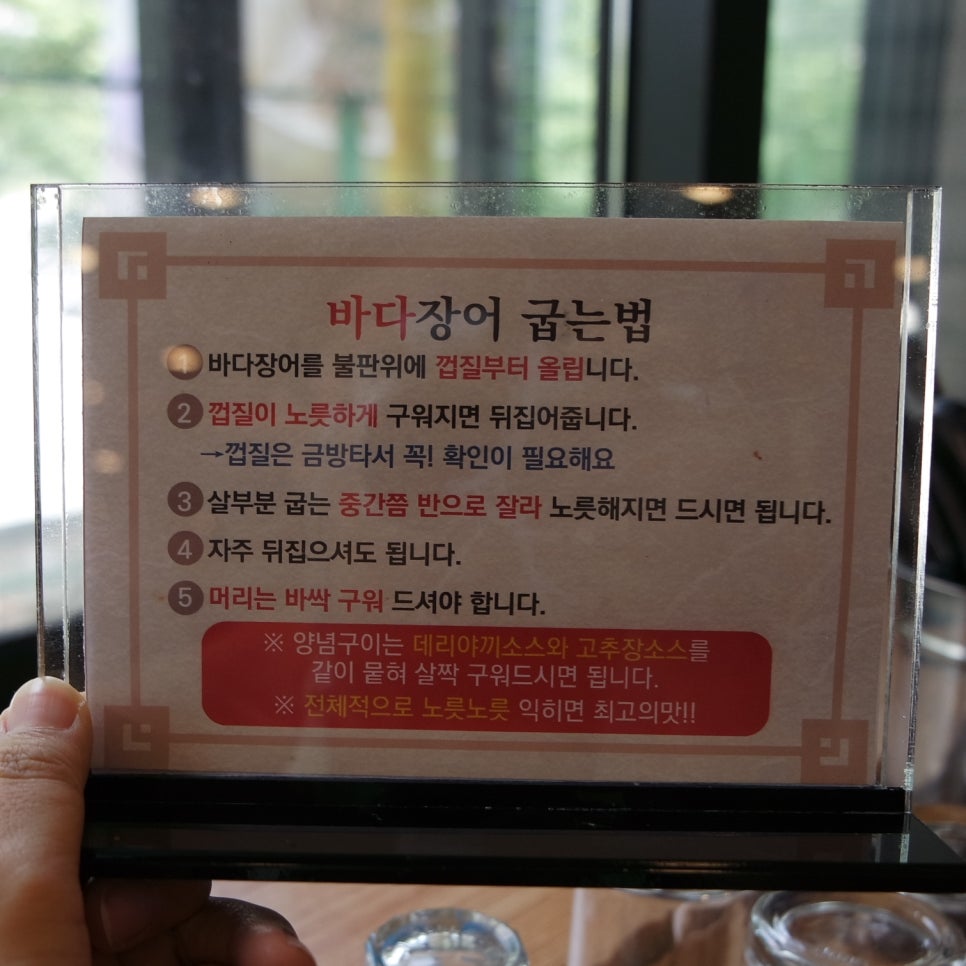 바다장어 굽는법
1 바다장어를 불판위에 껍질부터 올립니다.
2 껍질이 노릇하게 구워지면 뒤집어줍니다.
→껍질은 금방타서 꼭! 확인이 필요해요
3 살부분 굽는 중간쯤 반으로 잘라 노릇해지면 드시면 됩니다.
4 자주 뒤집으셔도 됩니다.
5 머리는 바싹 구워 드셔야 합니다.
※ 양념구이는 데리야끼소스와 고추장소스를
같이 뭍혀 살짝 구워드시면 됩니다.
※ 전체적으로 노릇노릇 익히면 최고의맛!!